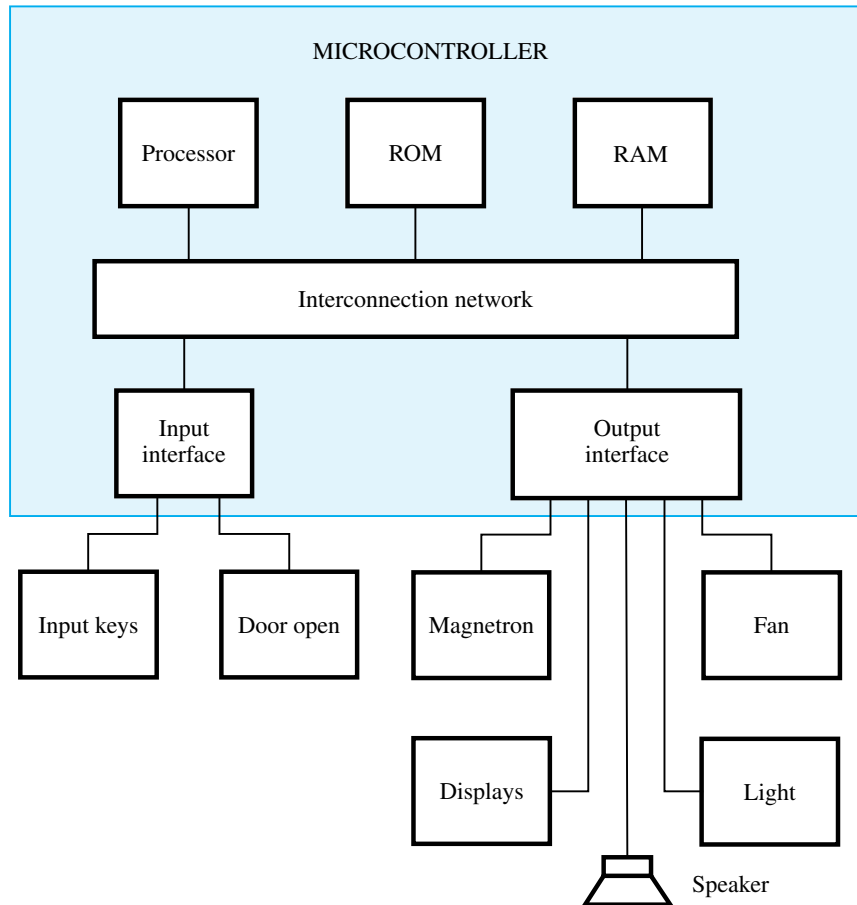 MICROCONTROLLER
Processor
ROM
RAM
Interconnection network
Input
interface
Output
interface
Input keys
Door open
Magnetron
Fan
Displays
Light
Speaker